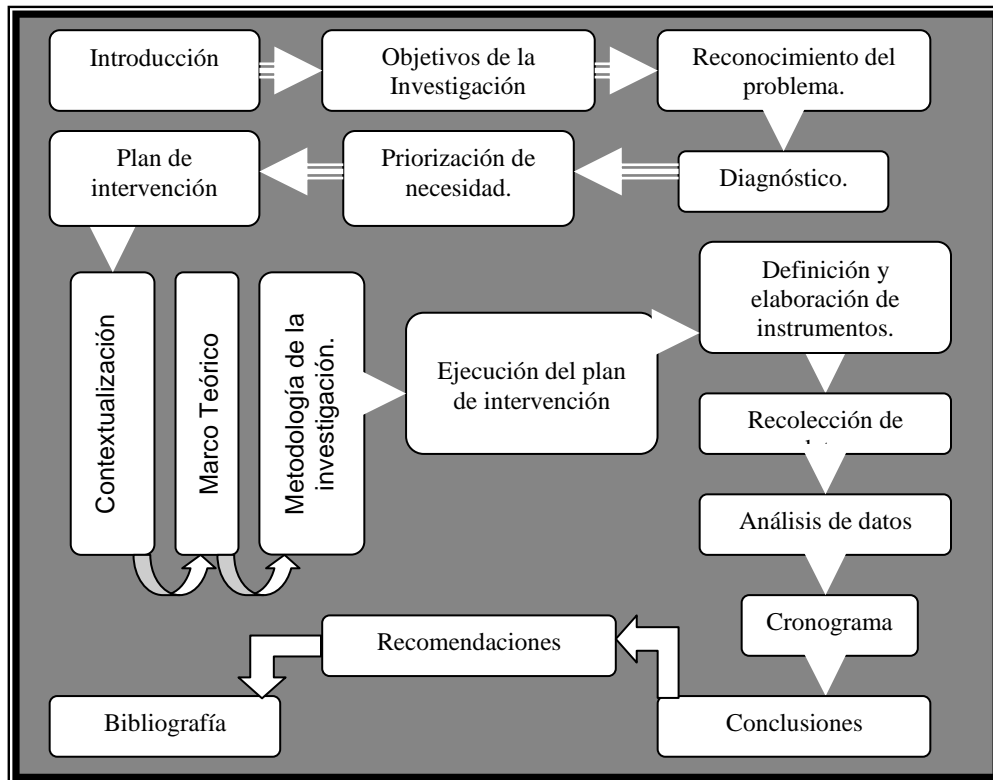 Introducción
Objetivos de la
Investigación
Reconocimiento del
problema.
Diagnóstico.
Priorización de
necesidad.
Plan de
intervención
Contextualización
Marco Teórico
Metodología de la
investigación.
Ejecución del plan
de intervención
Definición y
elaboración de
instrumentos.
Recolección de
Análisis de datos
Cronograma
Conclusiones
Recomendaciones
Bibliografía